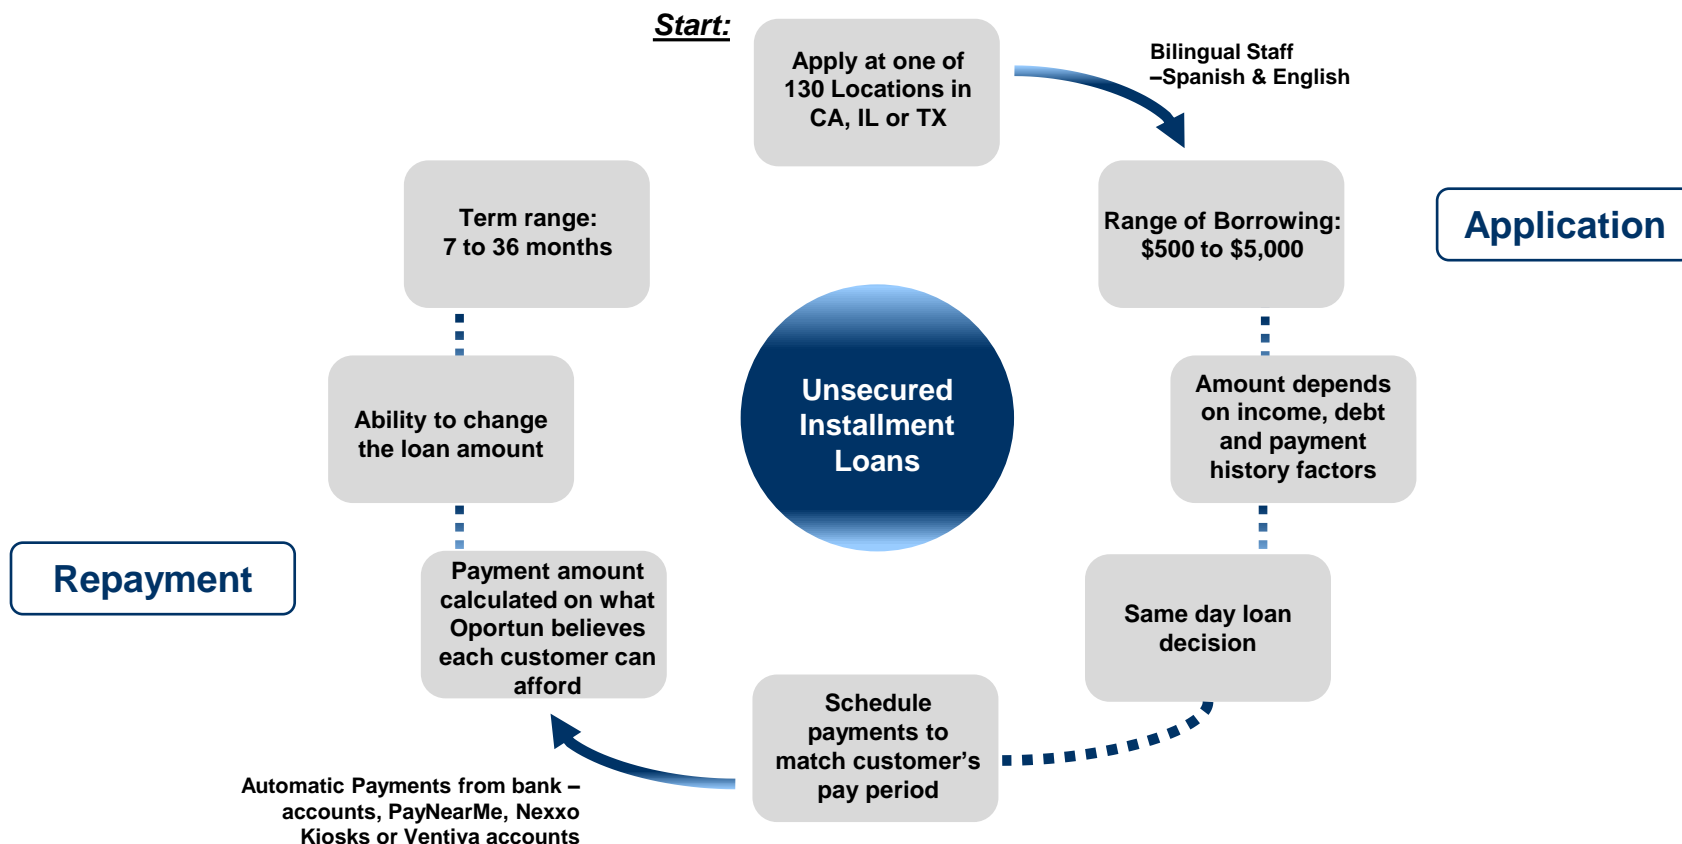 Start:
Apply at one of
130 Locations in
CA, IL or TX
Bilingual Staff
–Spanish & English
Range of Borrowing:
$500 to $5,000
Application
Amount depends
on income, debt
and payment
history factors
Same day loan
decision
Schedule
payments to
match customer’s
pay period
Automatic Payments from bank –
accounts, PayNearMe, Nexxo
Kiosks or Ventiva accounts
Payment amount
calculated on what
Oportun believes
each customer can
afford
Repayment
Ability to change
the loan amount
Term range:
7 to 36 months
Unsecured
Installment
Loans